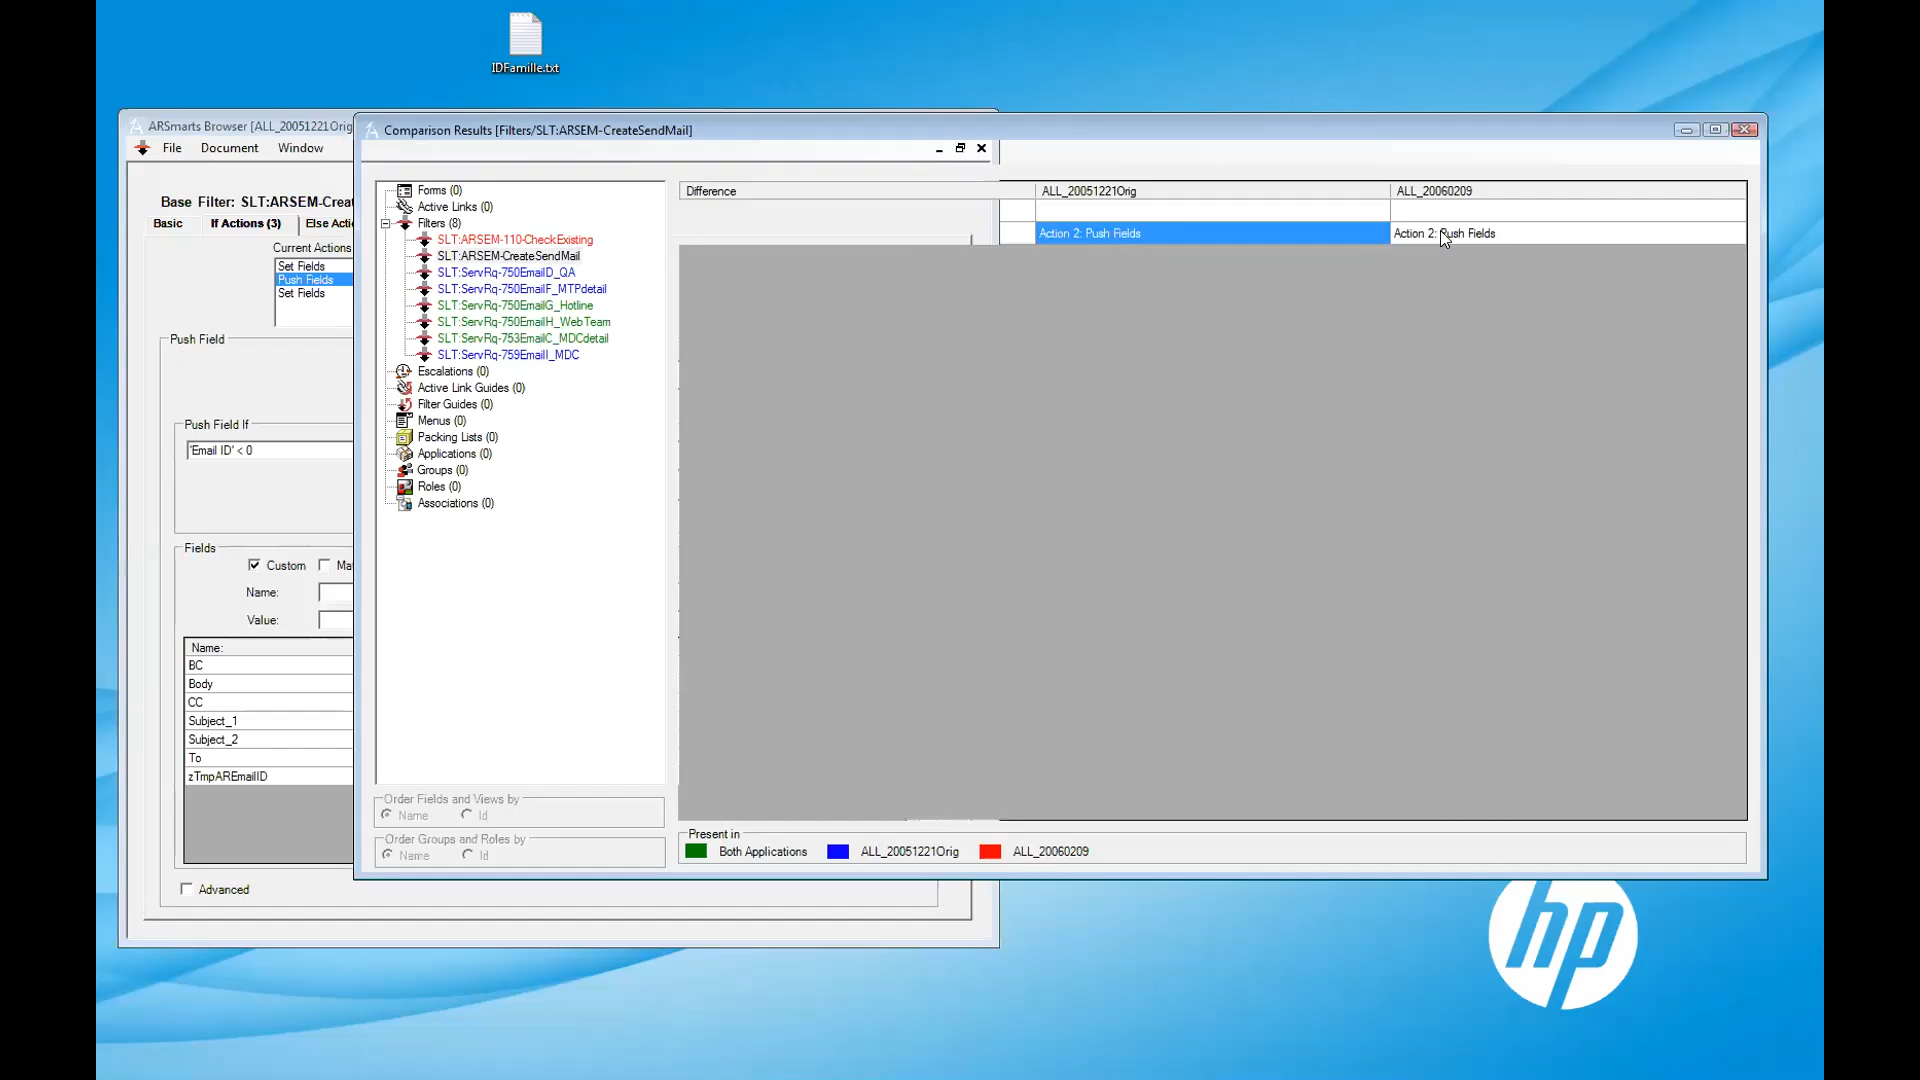 IDFamille.txt
ARSmarts Browser [ALL_20051221Orig
File Document Window
Base Filter: SLT:ARSEM-Crea
Basic If Actions (3) Else Actio
Current Actions
Set Fields
Push Fields
Set Fields
Push Field
Push Field If
'Email ID' < 0
Fields
Custom Ma
Name:
Value:
Name:
BC
Body
CC
Subject_1
Subject_2
To
zTmpAREmailID
Advanced
Comparison Results [Filters/SLT:ARSEM-CreateSendMail]
Forms (0)
Active Links (0)
Filters (8)
SLT:ARSEM-110-CheckExisting
SLT:ARSEM-CreateSendMail
SLT:ServRq-750EmailD_QA
SLT:ServRq-750EmailF_MTPdetail
SLT:ServRq-750EmailG_Hotline
SLT:ServRq-750EmailH_WebTeam
SLT:ServRq-753EmailC_MDCdetail
SLT:ServRq-759EmailI_MDC
Escalations (0)
Active Link Guides (0)
Filter Guides (0)
Menus (0)
Packing Lists (0)
Applications (0)
Groups (0)
Roles (0)
Associations (0)
Order Fields and Views by
Name Id
Order Groups and Roles by
Name Id
Difference ALL_20051221Orig ALL_20060209
Action 2: Push Fields Action 2: Push Fields
Present in
Both Applications ALL_20051221Orig ALL_20060209
hp